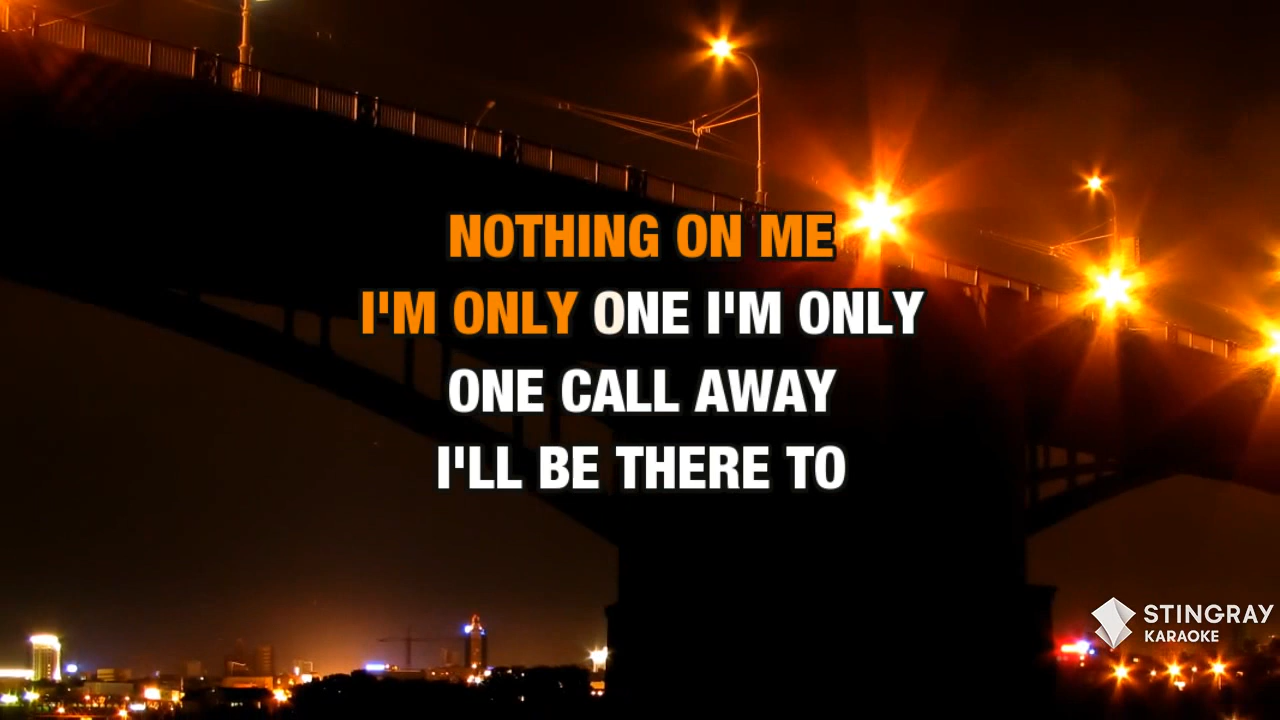 NOTHING ON ME
I'M ONLY ONE I'M ONLY
ONE CALL AWAY
I'LL BE THERE TO
STINGRAY
KARAOKE